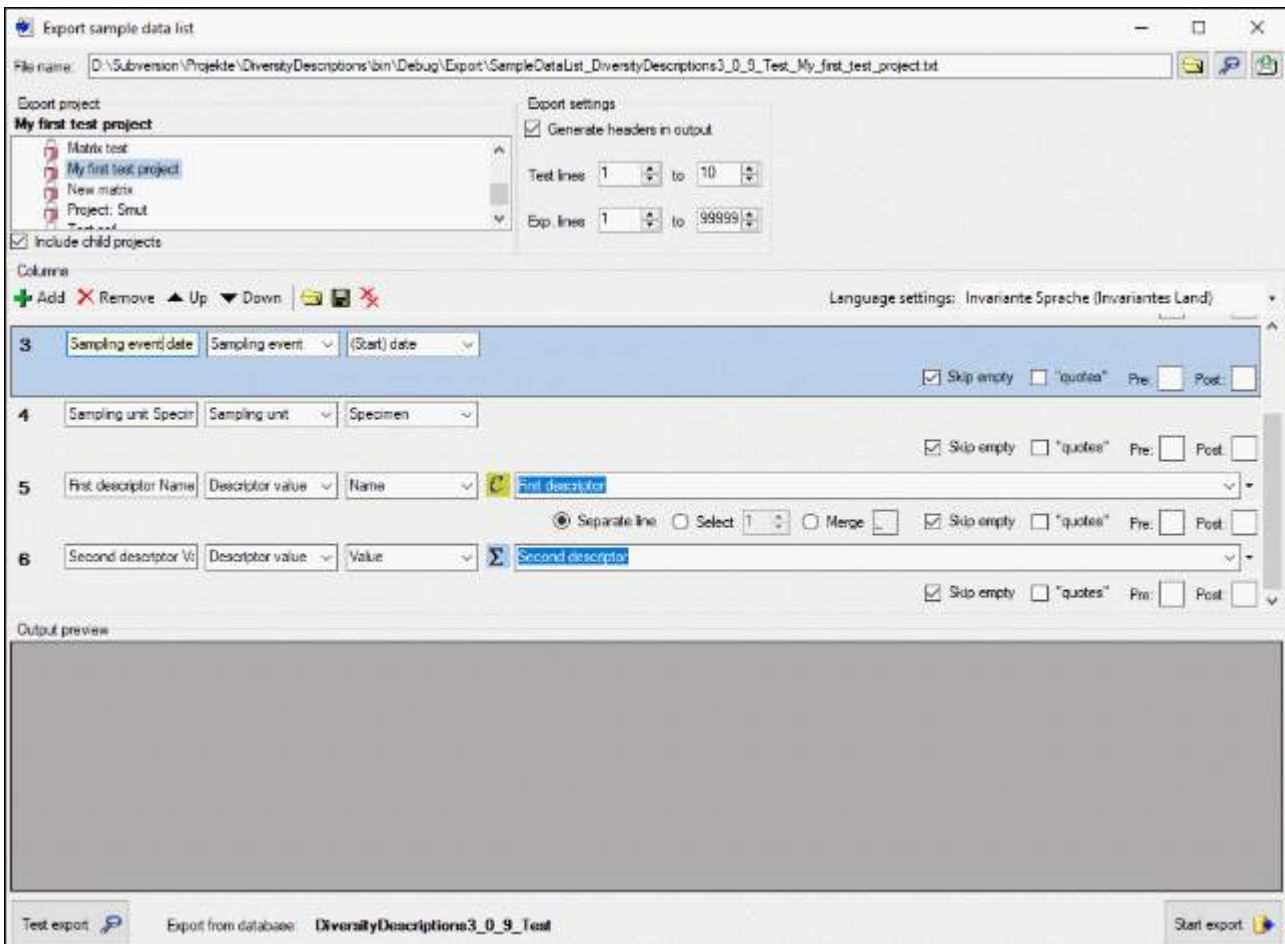 Export sample data list
File name: D:\Subversion\Projekte\DiversityDescriptions\bin\Debug\Export\SampleDataList_DiversityDescriptions3_0_9_Test_My_first_test_project.txt
Export project
My first test project
Matrix test
My first test project
New matrix
Project: Smut
Include child projects
Export settings
Generate headers in output
Test lines 1 to 10
Exp. lines 1 to 99999
Columns
Add Remove Up Down Language settings: Invariante Sprache (Invariantes Land)
3 Sampling event date Sampling event (Start) date
Skip empty "quotes" Pre: Post:
4 Sampling unit Specim Sampling unit Specimen
Skip empty "quotes" Pre: Post:
5 First descriptor Name Descriptor value Name C First descriptor
Separate line Select 1 Merge Skip empty "quotes" Pre: Post:
6 Second descriptor Va Descriptor value Value Σ Second descriptor
Skip empty "quotes" Pre: Post:
Output preview
Test export Export from database: DiversityDescriptions3_0_9_Test Start export